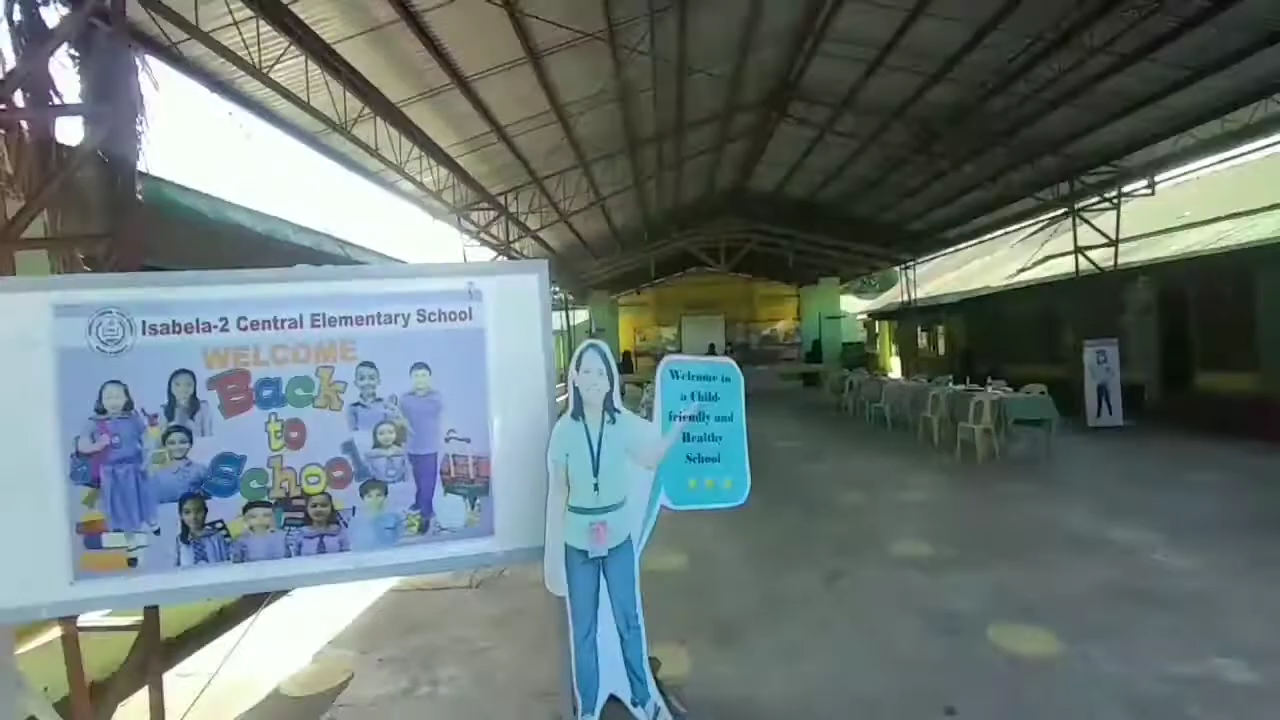 Isabela-2 Central Elementary School
WELCOME
Back
to
School
Welcome to
a Child-
friendly and
Healthy
School